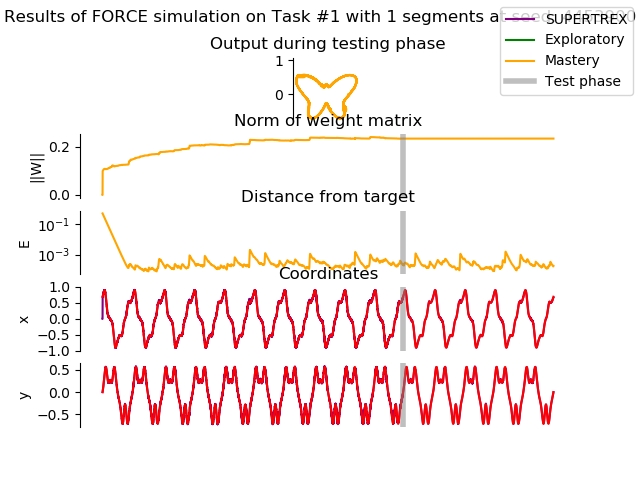 Results of FORCE simulation on Task #1 with 1 segments at seed
SUPERTREX
Exploratory
Mastery
Test phase
Output during testing phase
1
0
Norm of weight matrix
||W||
0.2
0.0
Distance from target
E
10⁻¹
10⁻³
Coordinates
x
1.0
0.5
0.0
−0.5
−1.0
y
0.5
0.0
−0.5